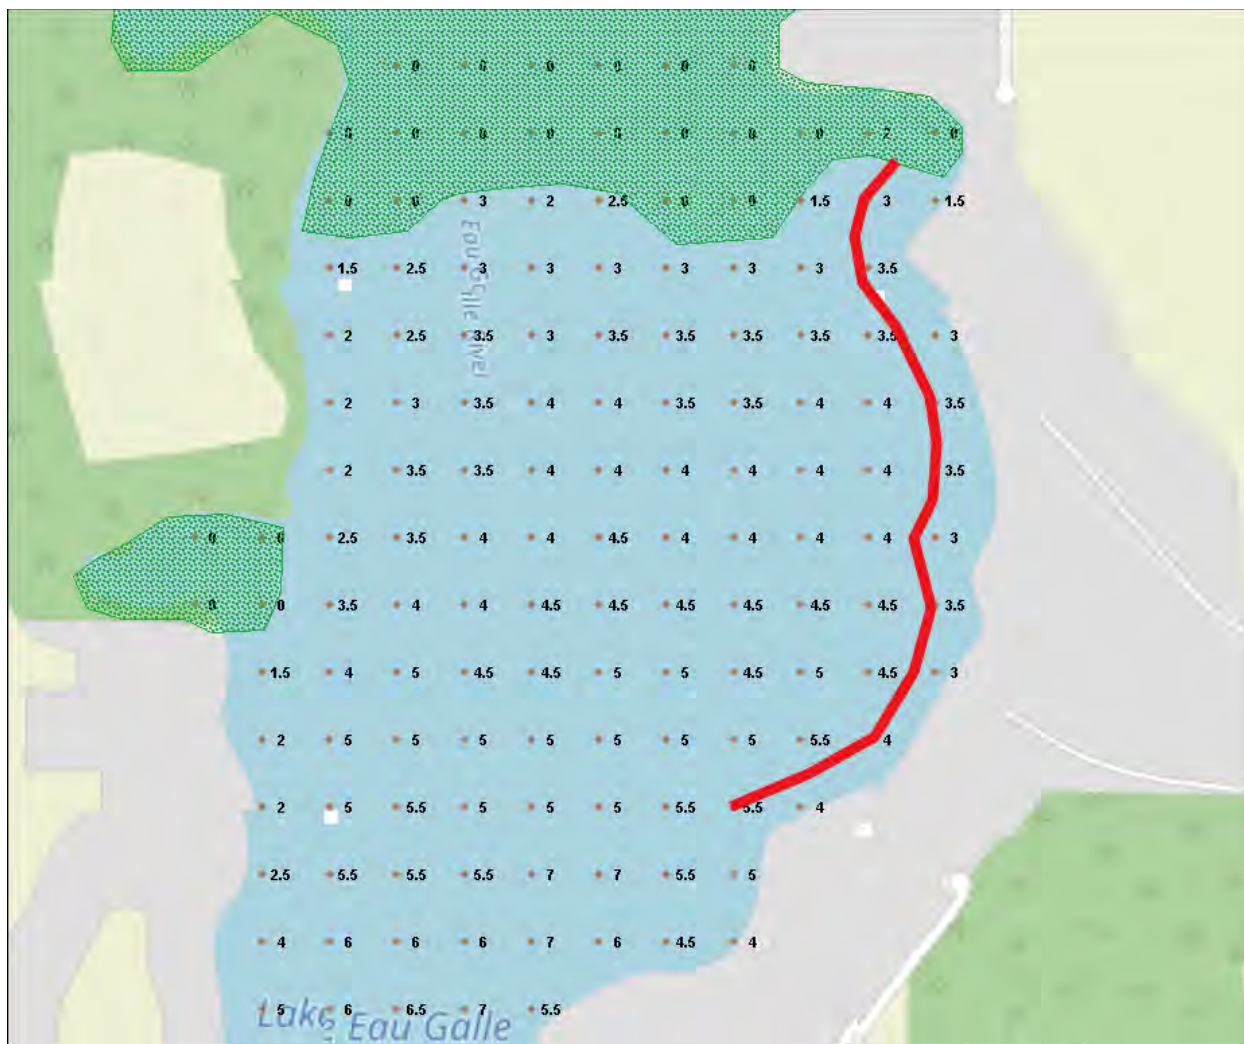 0 0 0 0 0 0
0 0 0 0 0 0 0 0 2 0
0 0 3 2 2.5 0 0 1.5 3 1.5
1.5 2.5 3 3 3 3 3 3 3.5
2 2.5 3.5 3 3.5 3.5 3.5 3.5 3.5 3
2 3 3.5 4 4 3.5 3.5 4 4 3.5
2 3.5 3.5 4 4 4 4 4 4 3.5
0 0 2.5 3.5 4 4 4.5 4 4 4 4 3
0 0 3.5 4 4 4.5 4.5 4.5 4.5 4.5 4.5 3.5
1.5 4 5 4.5 4.5 5 5 4.5 5 4.5 3
2 5 5 5 5 5 5 5 5.5 4
2 5 5.5 5 5 5 5.5 5.5 4
2.5 5.5 5.5 5.5 7 7 5.5 5
4 6 6 6 7 6 4.5 4
5 6 6.5 7 5.5
Lake Eau Galle
Eau Galle River